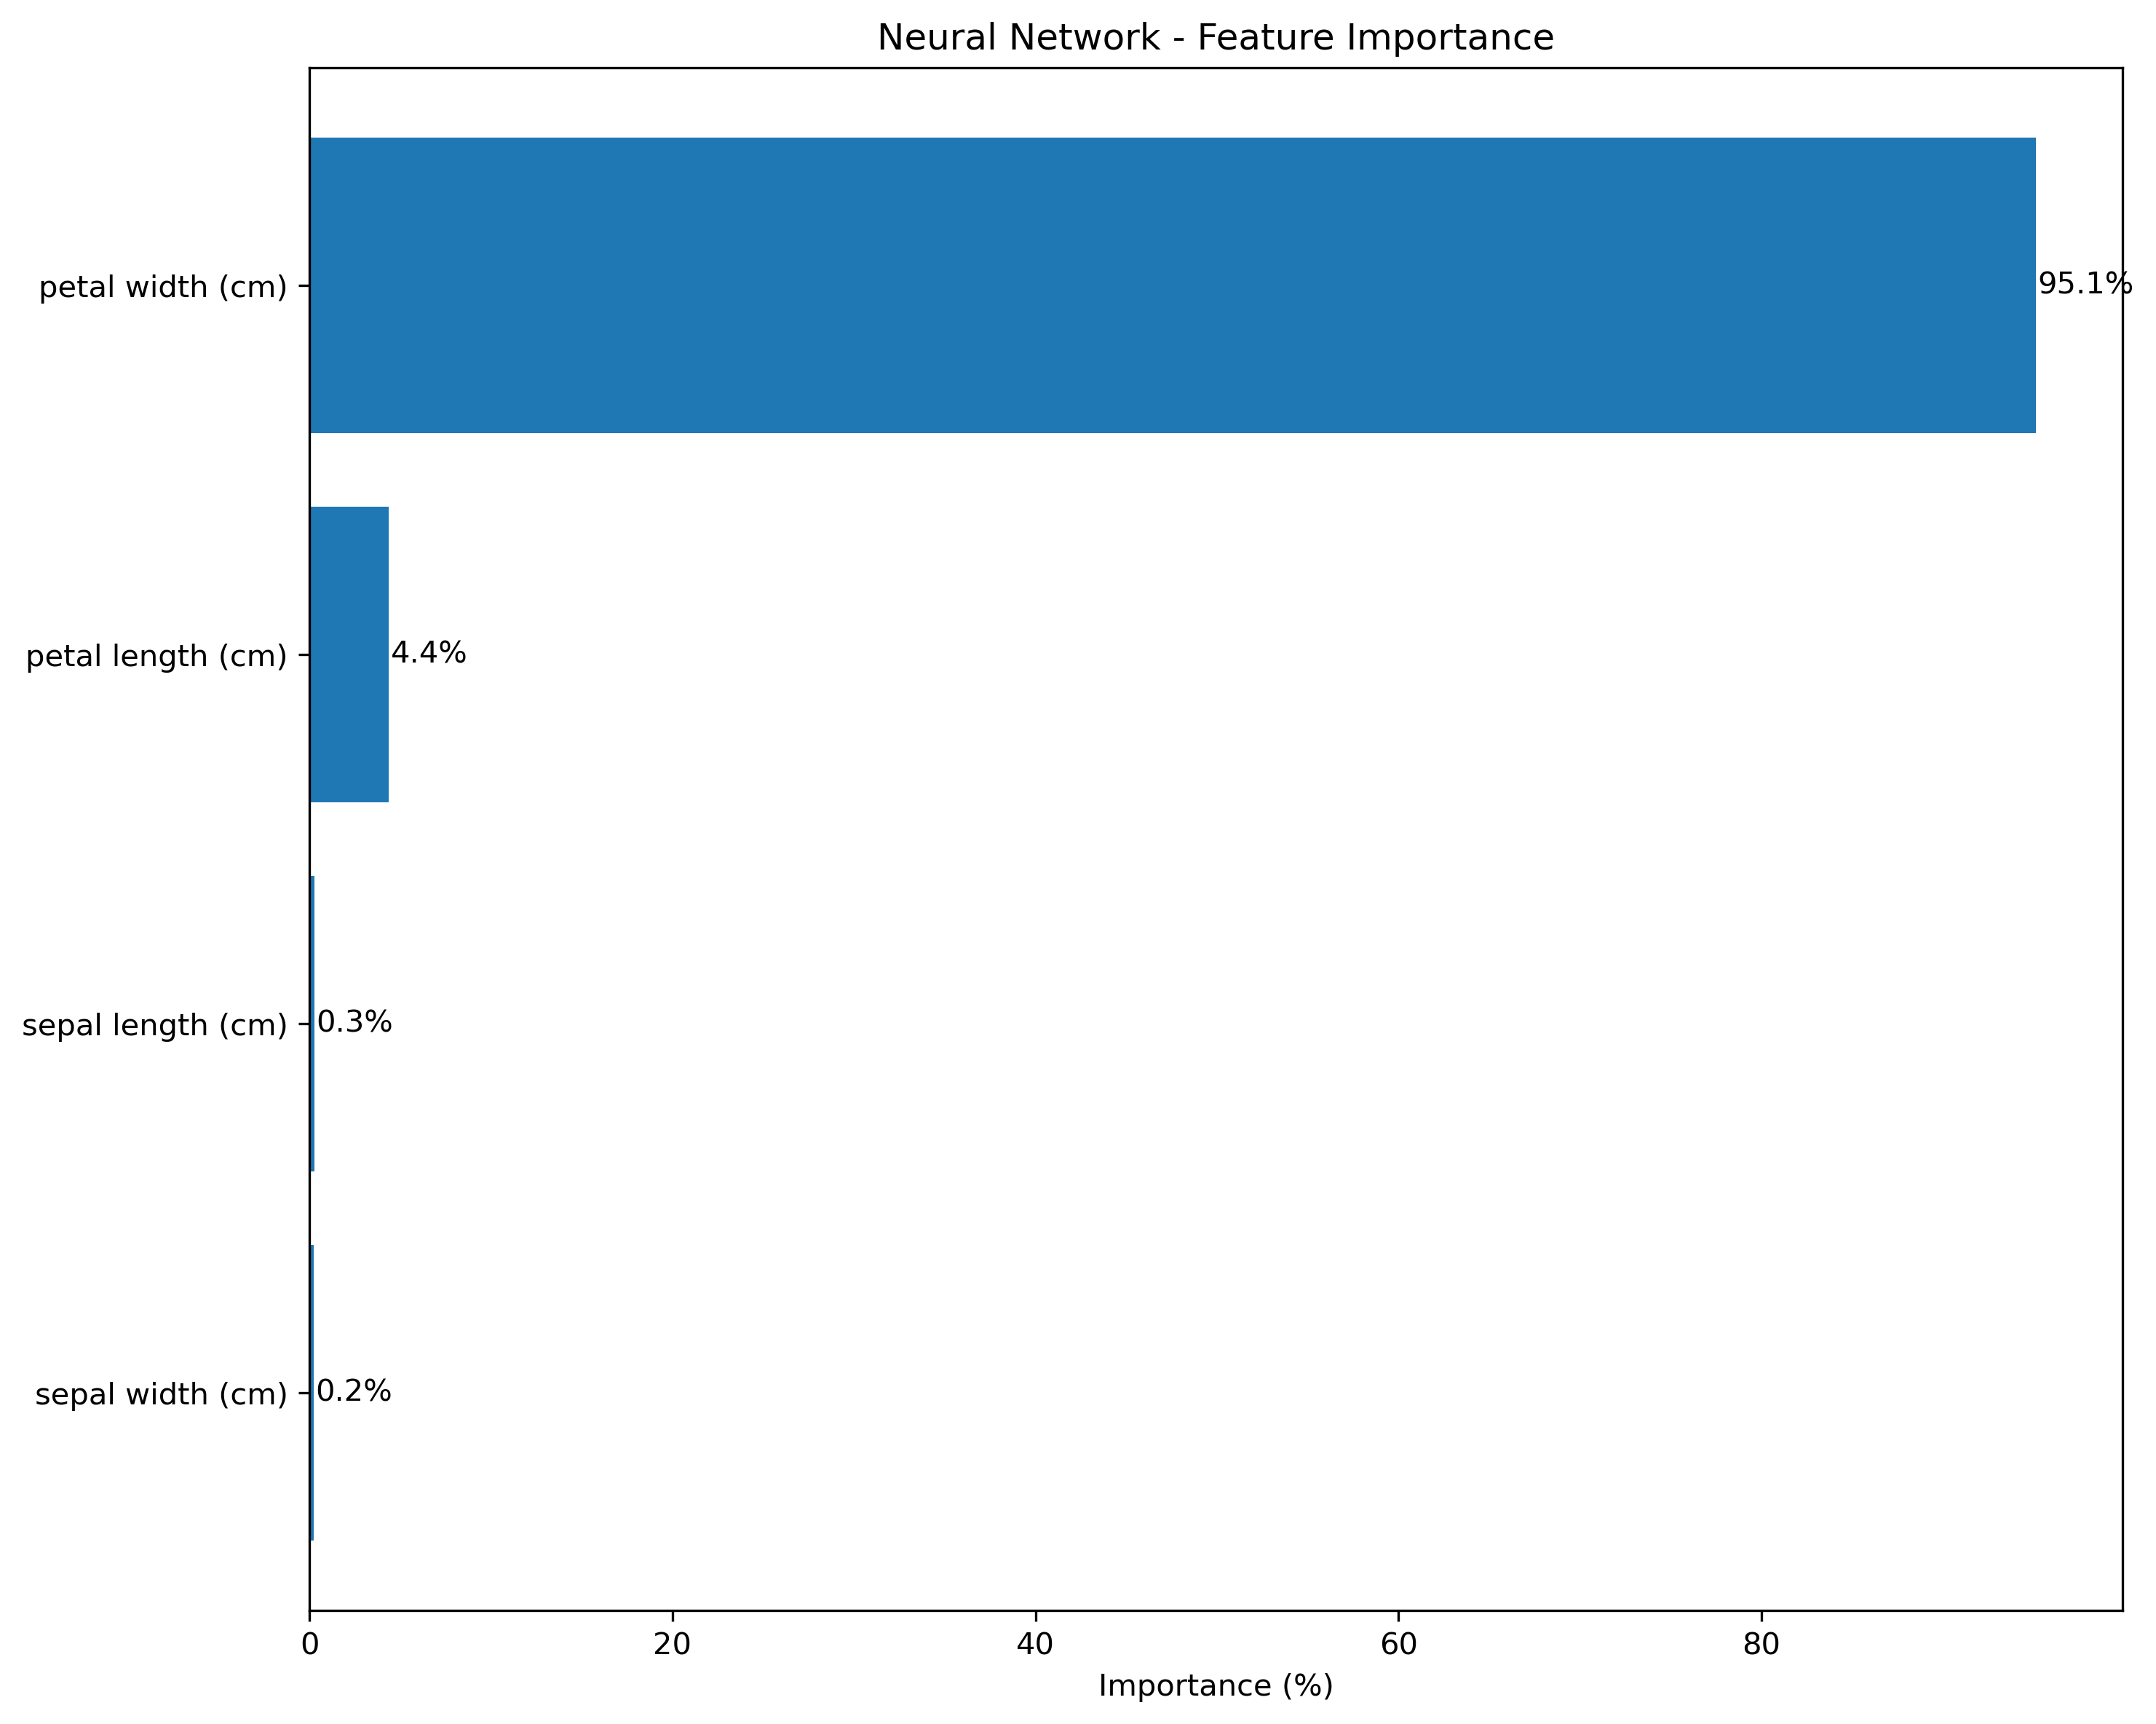 Neural Network - Feature Importance
petal width (cm)
95.1%
petal length (cm)
4.4%
sepal length (cm)
0.3%
sepal width (cm)
0.2%
0 20 40 60 80
Importance (%)